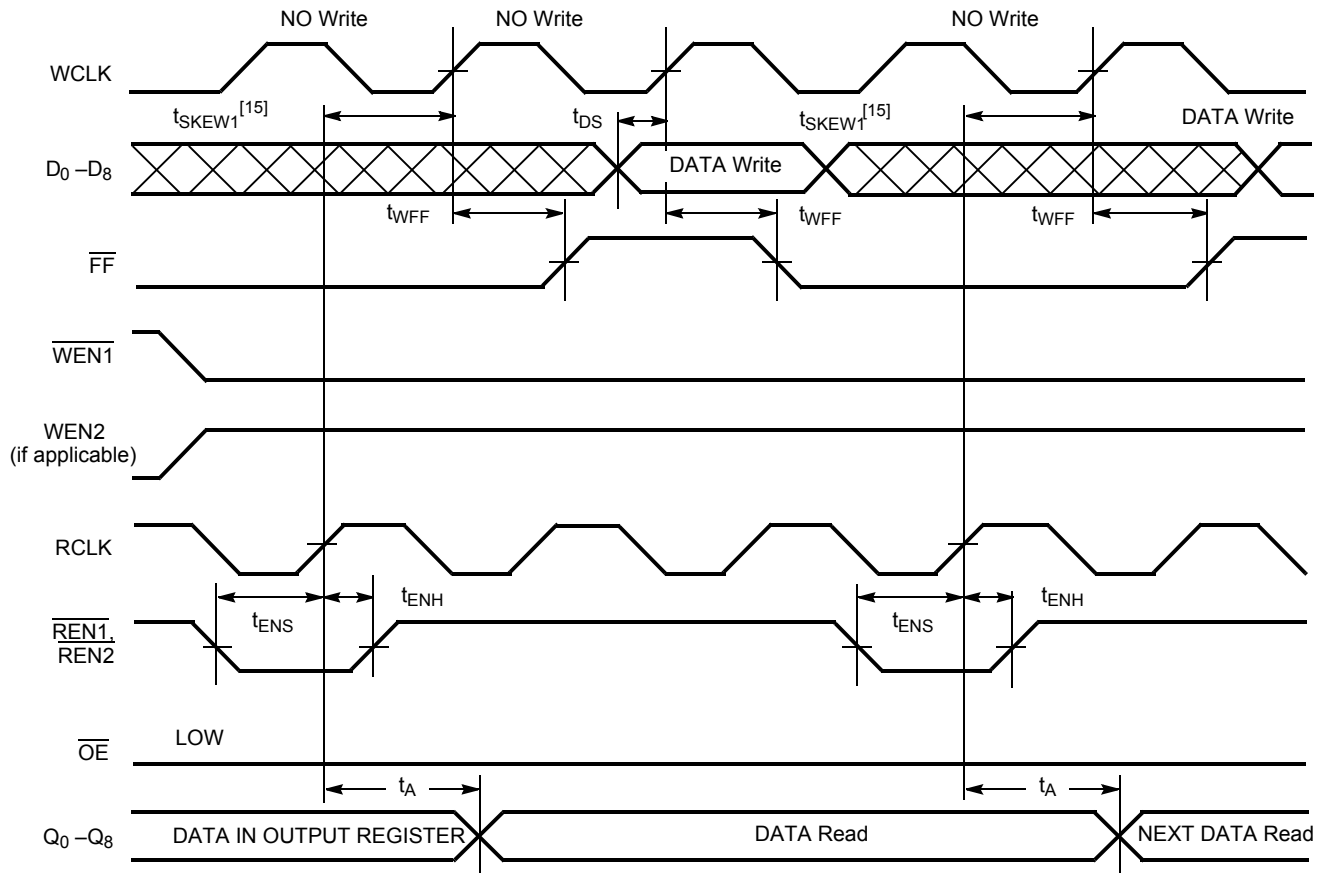 NO Write NO Write NO Write
WCLK
tSKEW1[15] tDS tSKEW1[15] DATA Write
D0 –D8 DATA Write
tWFF tWFF tWFF
FF
WEN1
WEN2
(if applicable)
RCLK
tENH tENH
tENS tENS
REN1,
REN2
LOW
OE
tA tA
Q0 –Q8 DATA IN OUTPUT REGISTER DATA Read NEXT DATA Read